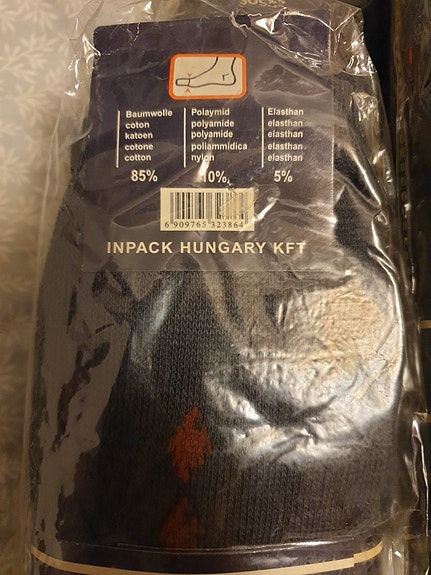 Baumwolle Polaymid Elasthan
coton polyamide elasthan
katoen polyamide elasthan
cotone poliammidica elasthan
cotton nylon elasthan
85% 10% 5%
6 909765 323864
INPACK HUNGARY KFT